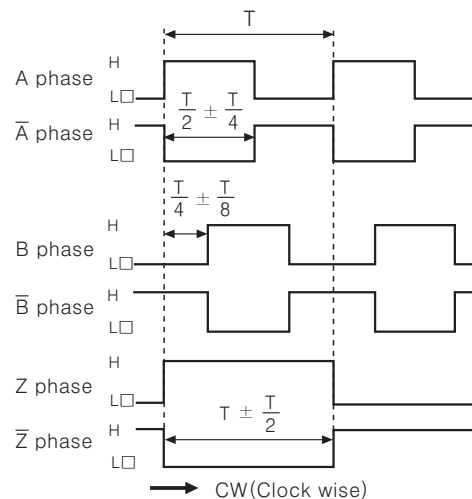 T
H
A phase
L□
T/2 ± T/4
H
A̅ phase
L□
T/4 ± T/8
H
B phase
L□
H
B̅ phase
L□
H
Z phase
L□
T ± T/2
H
Z̅ phase
L□
CW(Clock wise)